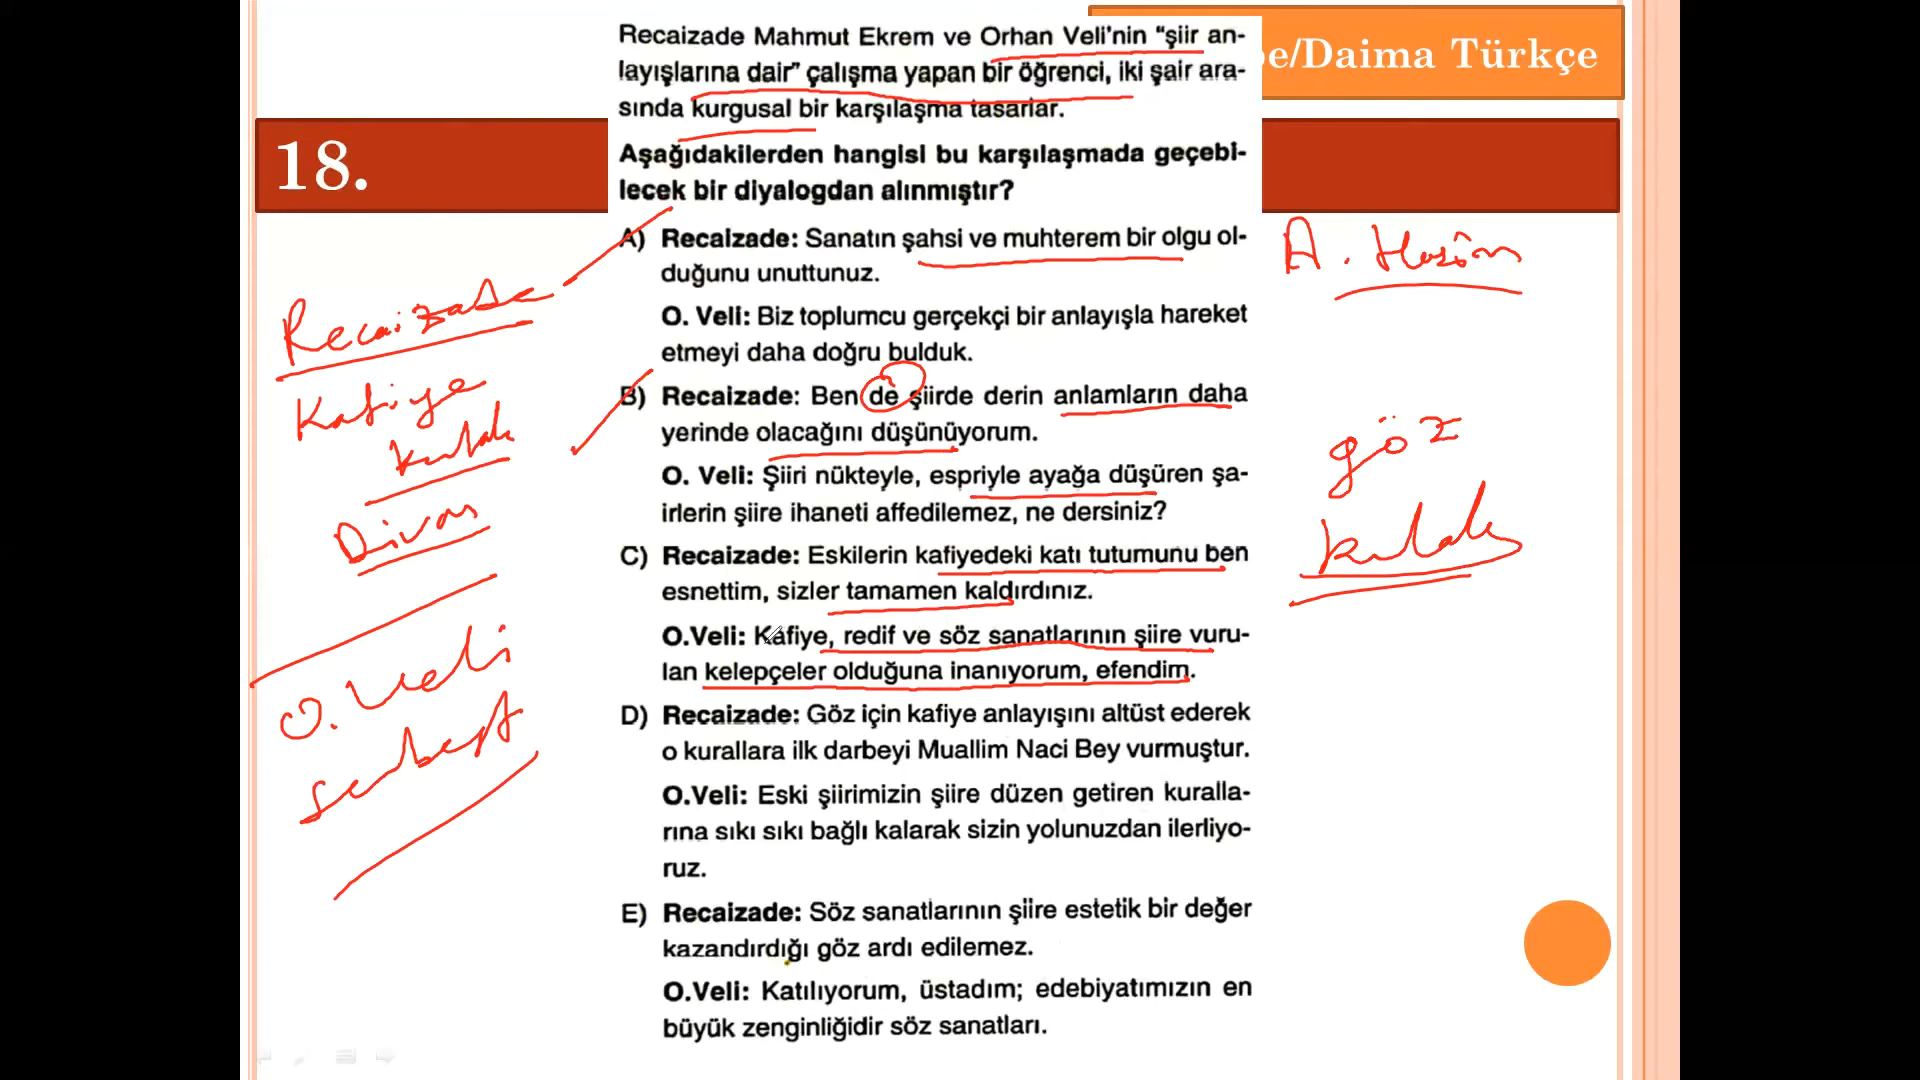 Recaizade Mahmut Ekrem ve Orhan Veli'nin "şiir an-
layışlarına dair" çalışma yapan bir öğrenci, iki şair ara-
sında kurgusal bir karşılaşma tasarlar.
be/Daima Türkçe
18.
Aşağıdakilerden hangisi bu karşılaşmada geçebi-
lecek bir diyalogdan alınmıştır?
A) Recaizade: Sanatın şahsi ve muhterem bir olgu ol-
duğunu unuttunuz.
O. Veli: Biz toplumcu gerçekçi bir anlayışla hareket
etmeyi daha doğru bulduk.
B) Recaizade: Ben de şiirde derin anlamların daha
yerinde olacağını düşünüyorum.
O. Veli: Şiiri nükteyle, espriyle ayağa düşüren şa-
irlerin şiire ihaneti affedilemez, ne dersiniz?
C) Recaizade: Eskilerin kafiyedeki katı tutumunu ben
esnettim, sizler tamamen kaldırdınız.
O.Veli: Kafiye, redif ve söz sanatlarının şiire vuru-
lan kelepçeler olduğuna inanıyorum, efendim.
D) Recaizade: Göz için kafiye anlayışını altüst ederek
o kurallara ilk darbeyi Muallim Naci Bey vurmuştur.
O.Veli: Eski şiirimizin şiire düzen getiren kuralla-
rına sıkı sıkı bağlı kalarak sizin yolunuzdan ilerliyo-
ruz.
E) Recaizade: Söz sanatlarının şiire estetik bir değer
kazandırdığı göz ardı edilemez.
O.Veli: Katılıyorum, üstadım; edebiyatımızın en
büyük zenginliğidir söz sanatları.
Recaizade
Kafiye
kulak
Divan
O. Veli
serbest
A. Haşim
göz
kulak